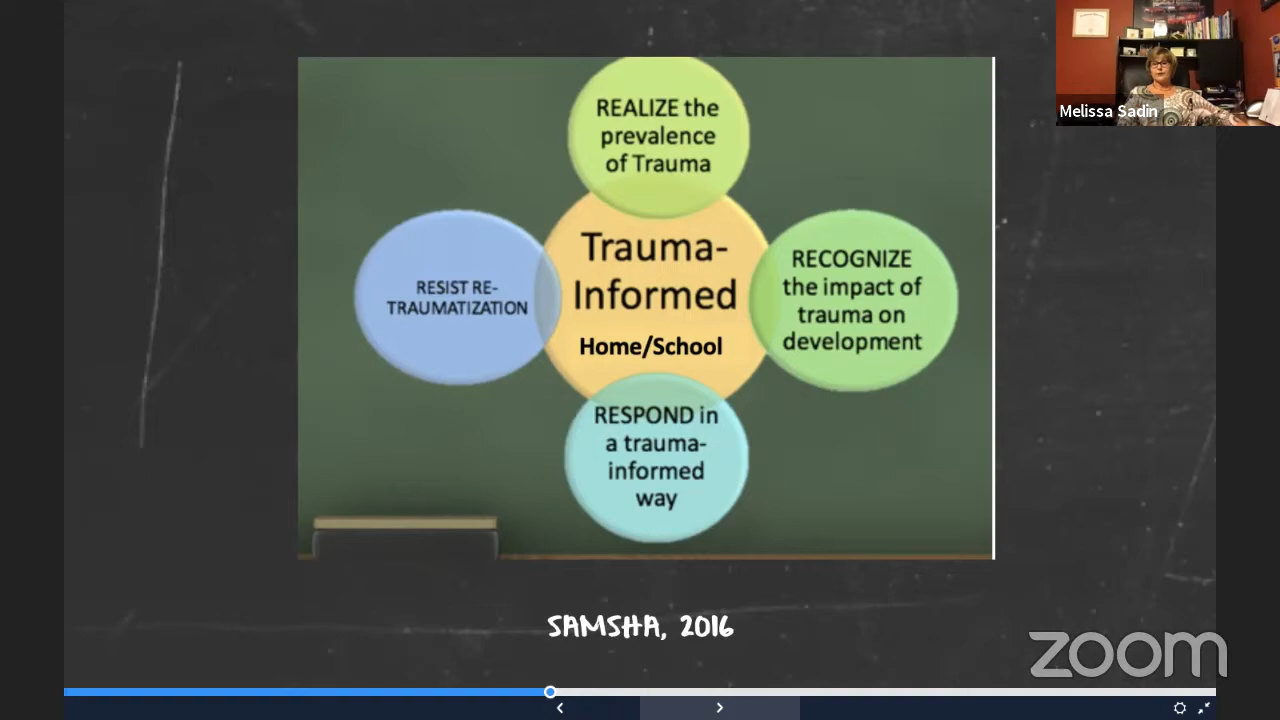 REALIZE the
prevalence
of Trauma
Trauma-
Informed
Home/School
RESIST RE-
TRAUMATIZATION
RECOGNIZE
the impact of
trauma on
development
RESPOND in
a trauma-
informed
way
SAMSHA, 2016
Melissa Sadin
zoom